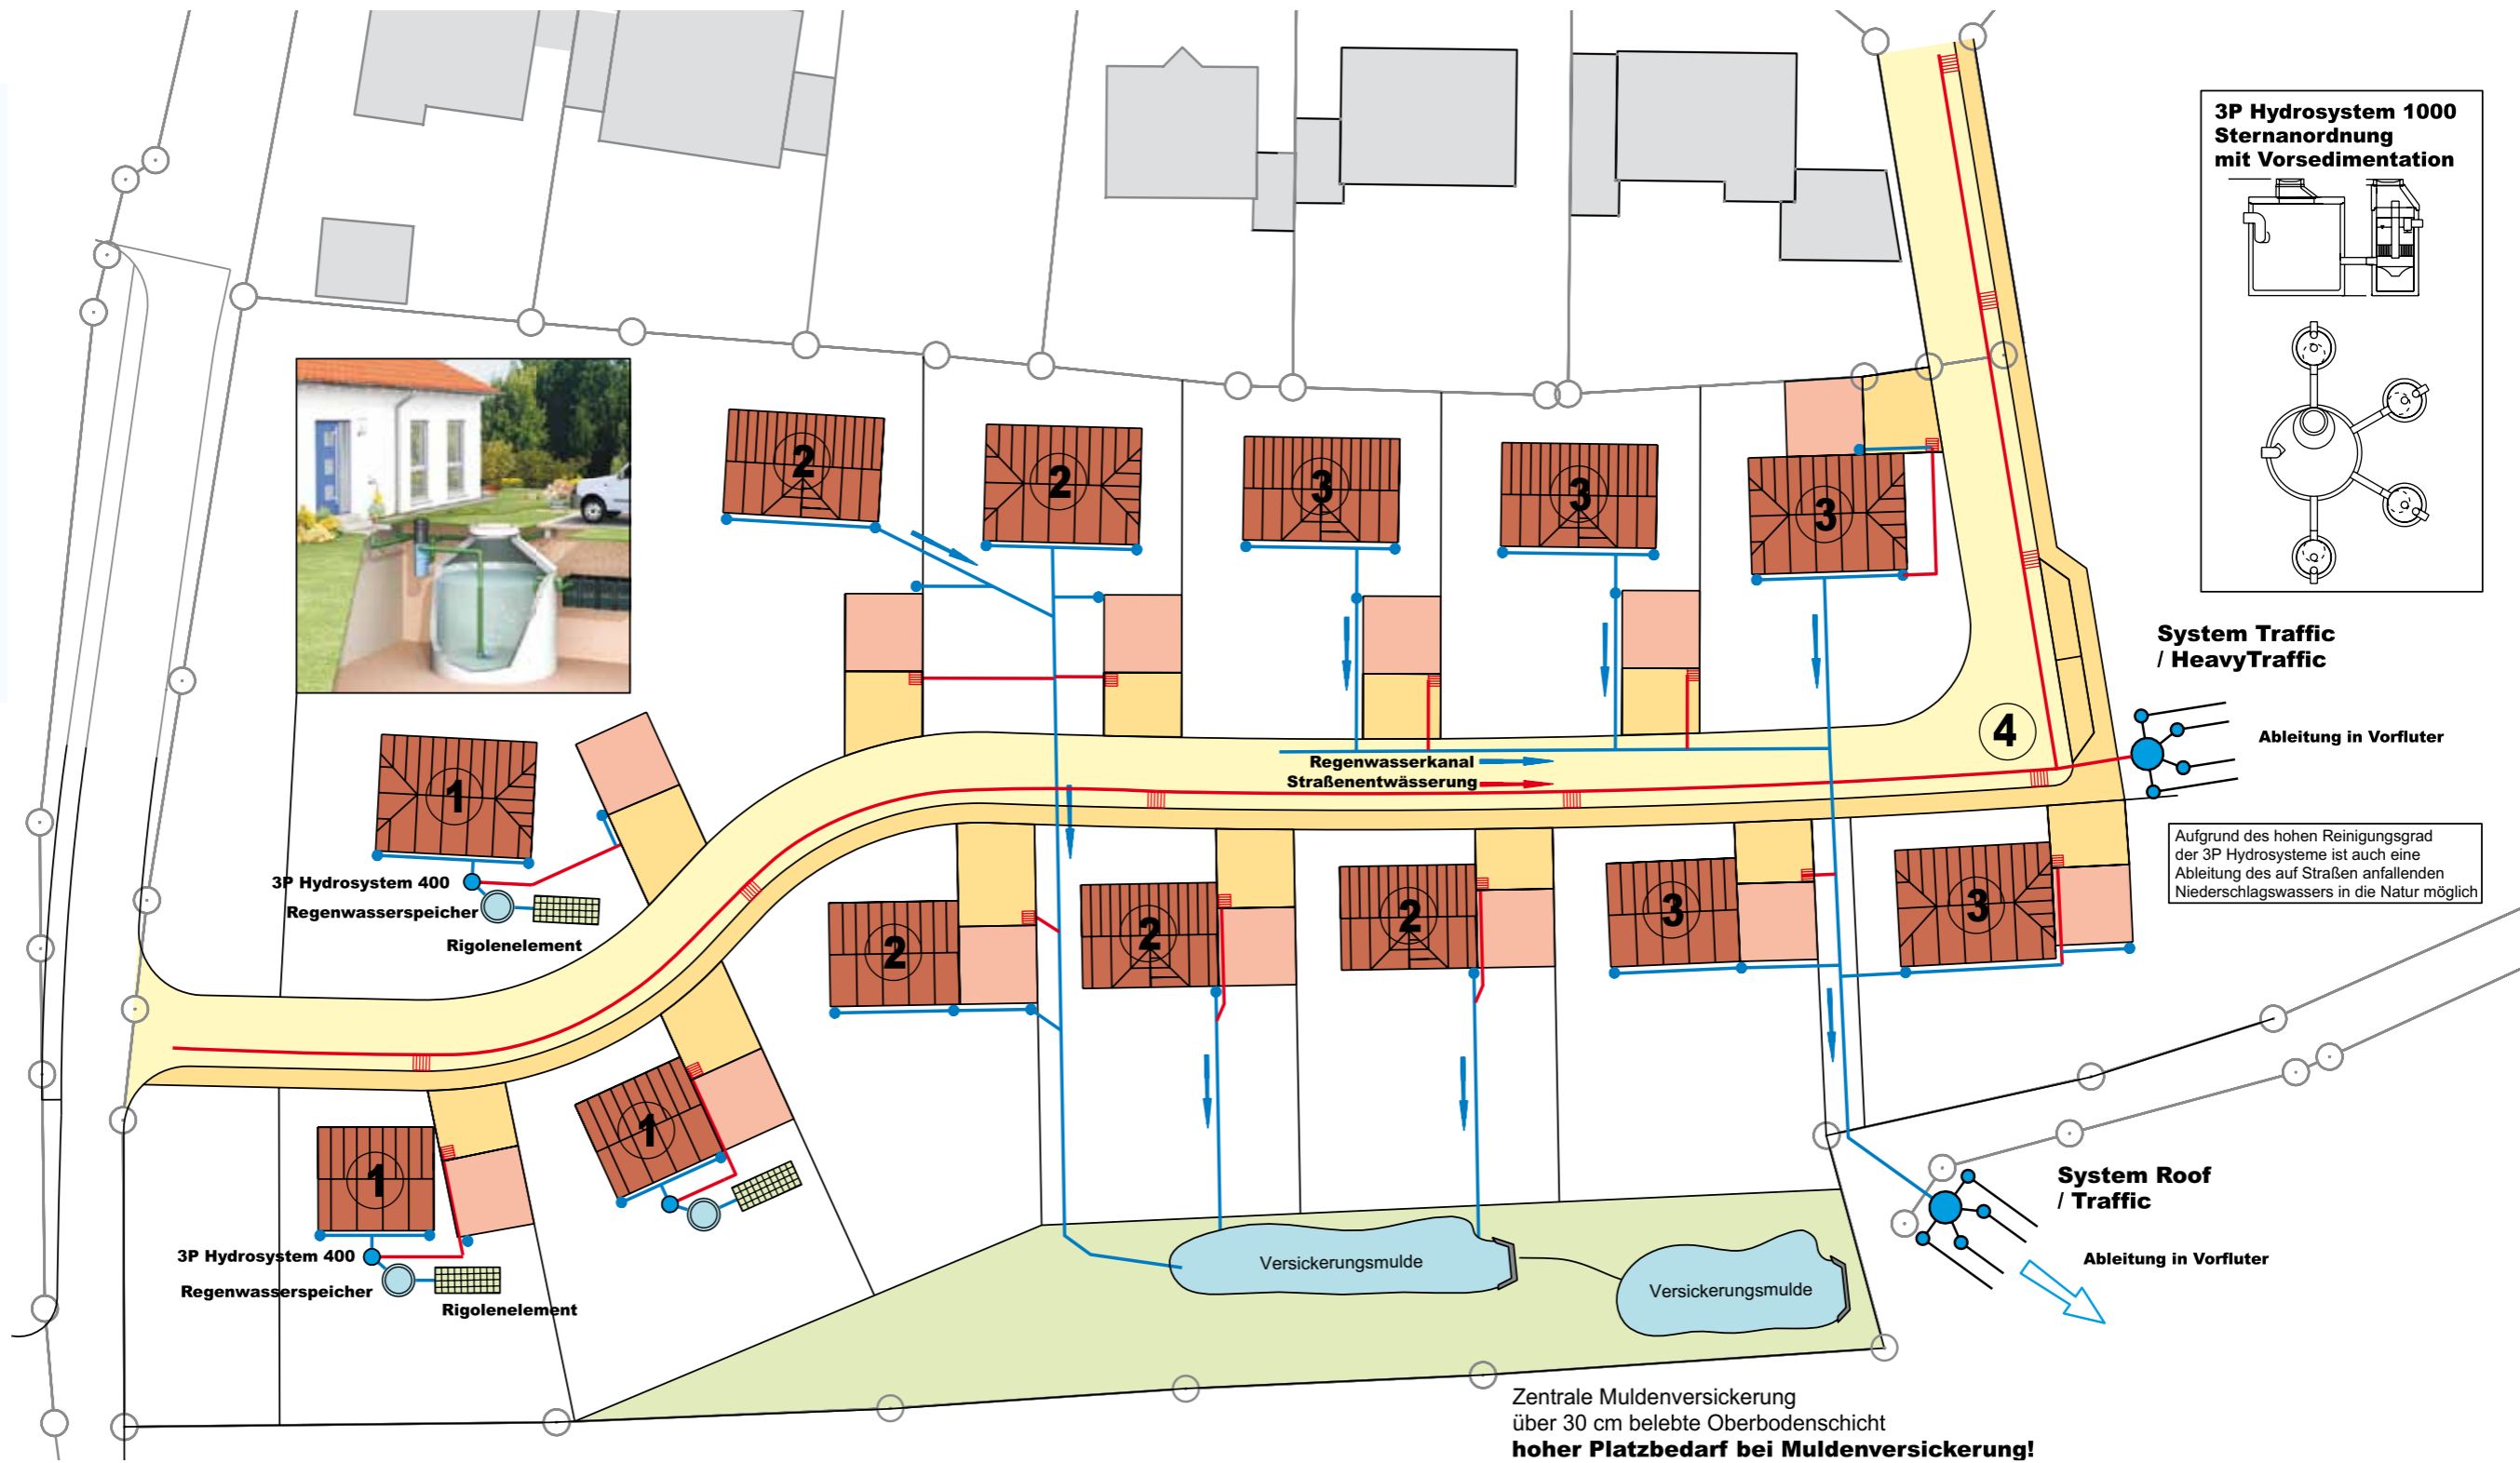 3P Hydrosystem 1000
Sternanordnung
mit Vorsedimentation
2
2
3
3
3
System Traffic
/ HeavyTraffic
4
Ableitung in Vorfluter
Regenwasserkanal
Straßenentwässerung
1
3P Hydrosystem 400
Regenwasserspeicher
Rigolenelement
Aufgrund des hohen Reinigungsgrad
der 3P Hydrosysteme ist auch eine
Ableitung des auf Straßen anfallenden
Niederschlagswassers in die Natur möglich
2
2
2
3
3
1
1
3P Hydrosystem 400
Regenwasserspeicher
Rigolenelement
System Roof
/ Traffic
Ableitung in Vorfluter
Versickerungsmulde
Versickerungsmulde
Zentrale Muldenversickerung
über 30 cm belebte Oberbodenschicht
hoher Platzbedarf bei Muldenversickerung!